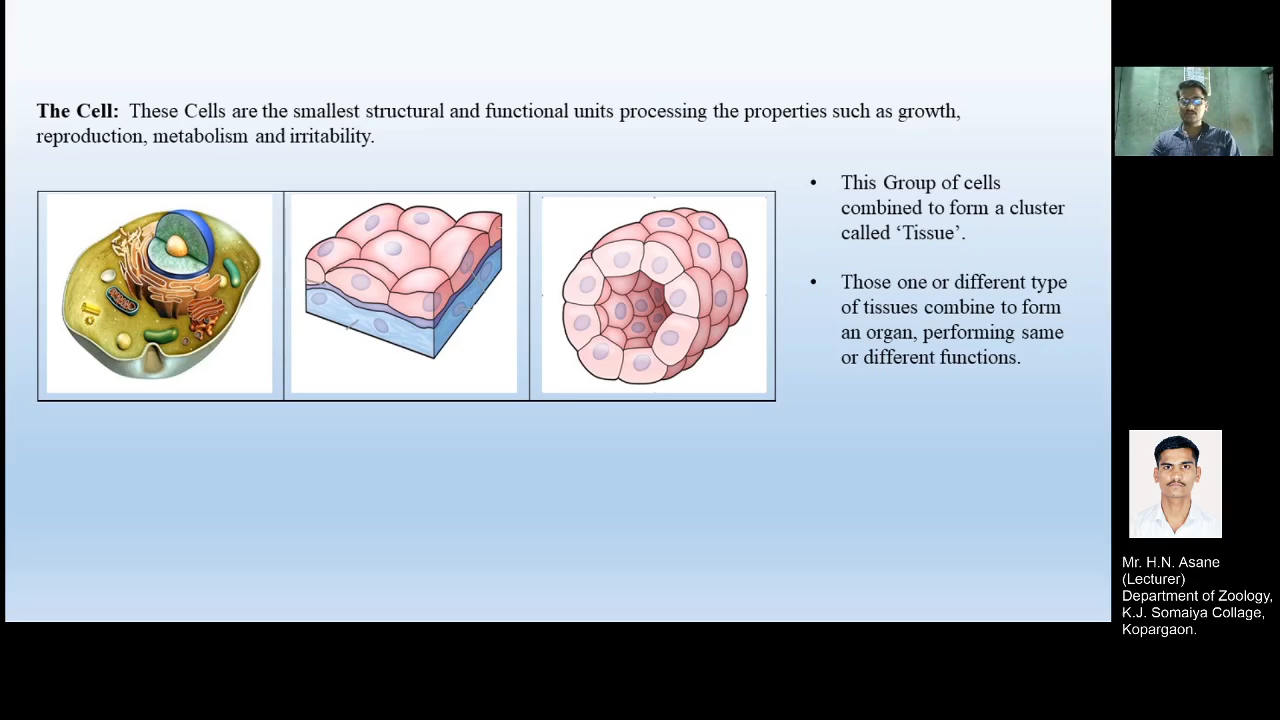 The Cell: These Cells are the smallest structural and functional units processing the properties such as growth,
reproduction, metabolism and irritability.
• This Group of cells
combined to form a cluster
called ‘Tissue’.
• Those one or different type
of tissues combine to form
an organ, performing same
or different functions.
Mr. H.N. Asane
(Lecturer)
Department of Zoology,
K.J. Somaiya Collage,
Kopargaon.